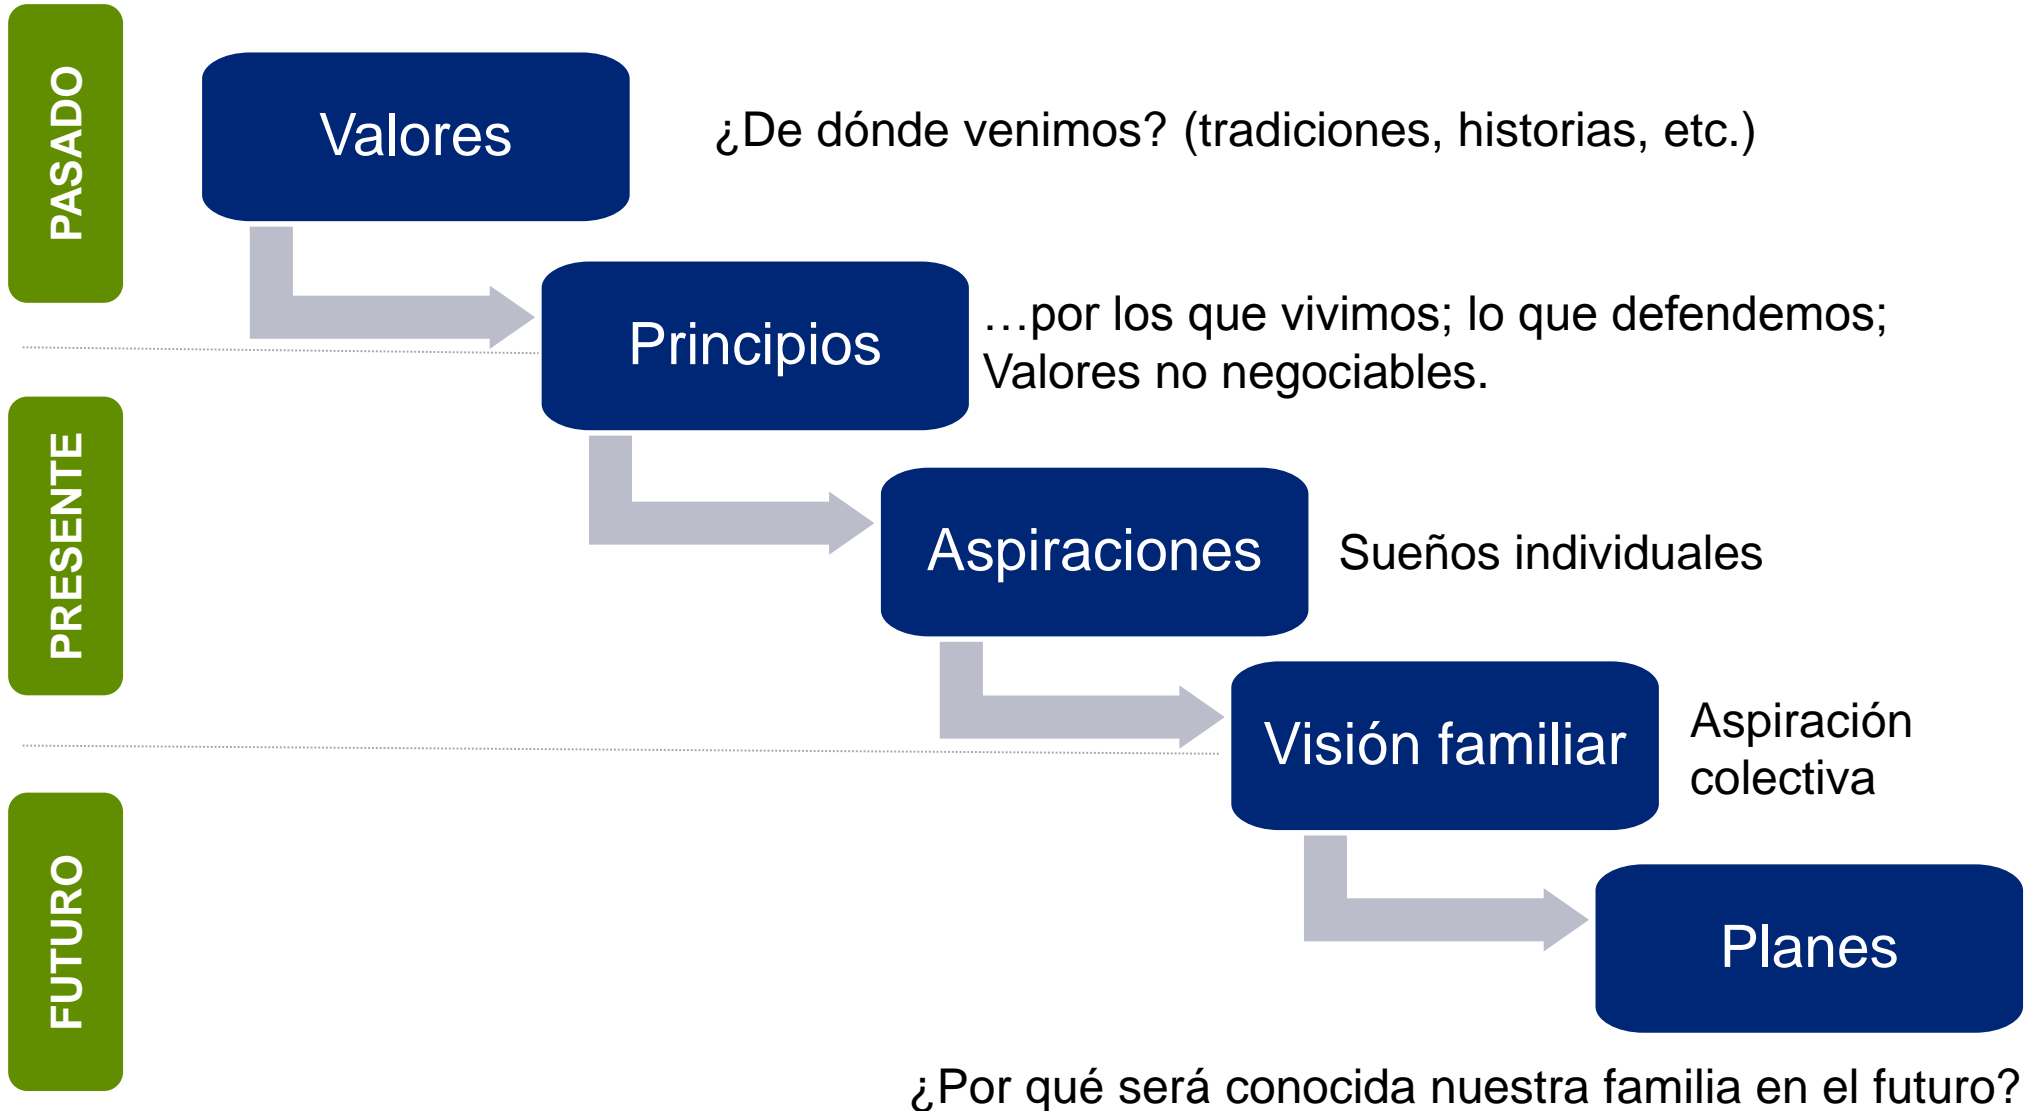 PASADO
Valores
¿De dónde venimos? (tradiciones, historias, etc.)
Principios
…por los que vivimos; lo que defendemos;
Valores no negociables.
PRESENTE
Aspiraciones
Sueños individuales
Visión familiar
Aspiración
colectiva
FUTURO
Planes
¿Por qué será conocida nuestra familia en el futuro?